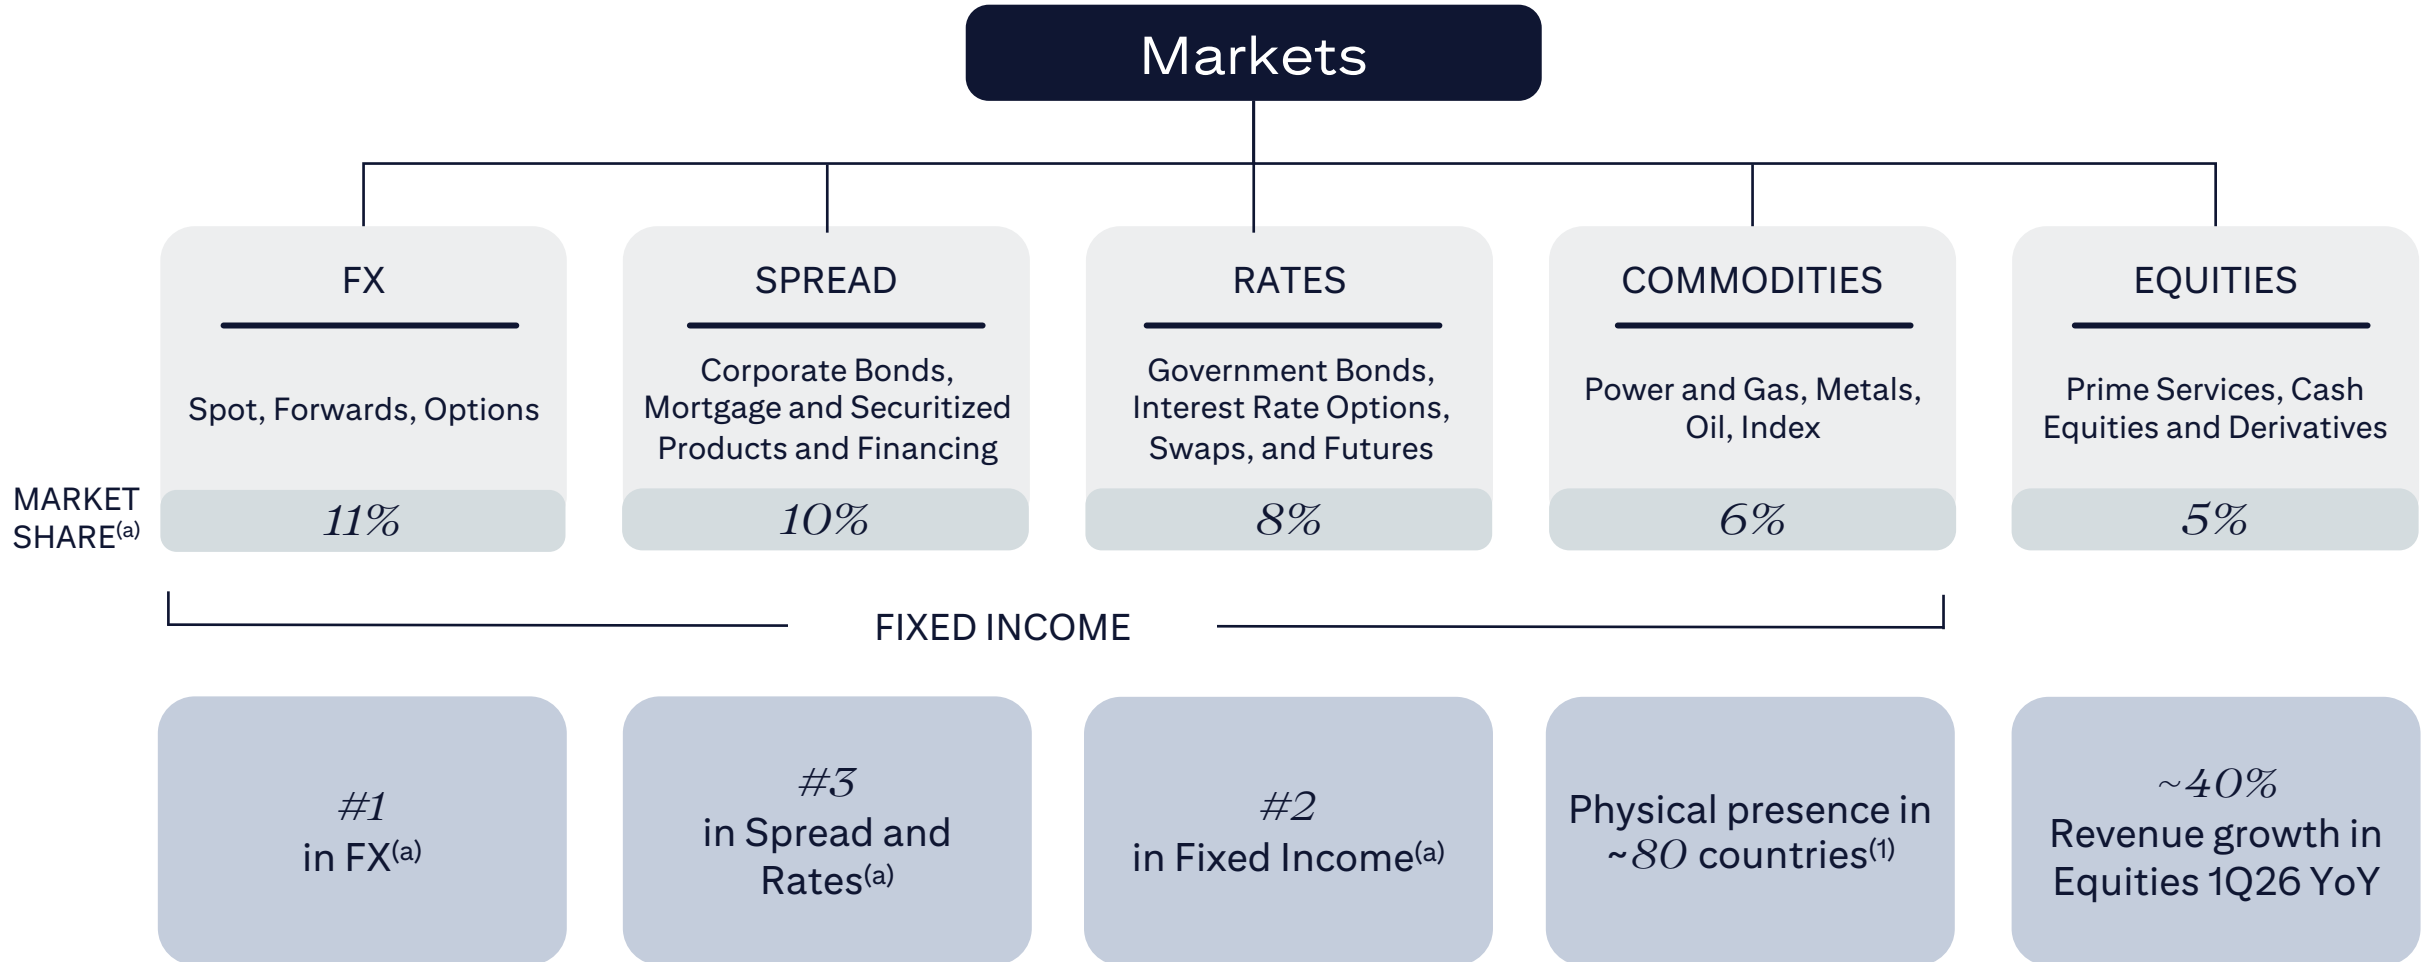 Markets
FX
Spot, Forwards, Options
SPREAD
Corporate Bonds,
Mortgage and Securitized
Products and Financing
RATES
Government Bonds,
Interest Rate Options,
Swaps, and Futures
COMMODITIES
Power and Gas, Metals,
Oil, Index
EQUITIES
Prime Services, Cash
Equities and Derivatives
MARKET
SHARE(a)
11%
10%
8%
6%
5%
FIXED INCOME
#1
in FX(a)
#3
in Spread and
Rates(a)
#2
in Fixed Income(a)
Physical presence in
~80 countries(1)
~40%
Revenue growth in
Equities 1Q26 YoY